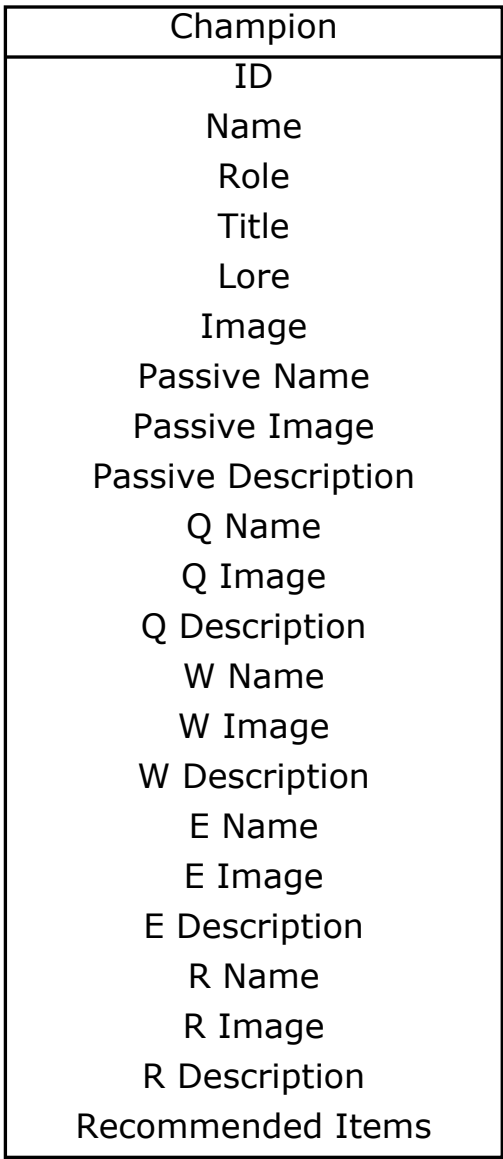 Champion
ID
Name
Role
Title
Lore
Image
Passive Name
Passive Image
Passive Description
Q Name
Q Image
Q Description
W Name
W Image
W Description
E Name
E Image
E Description
R Name
R Image
R Description
Recommended Items